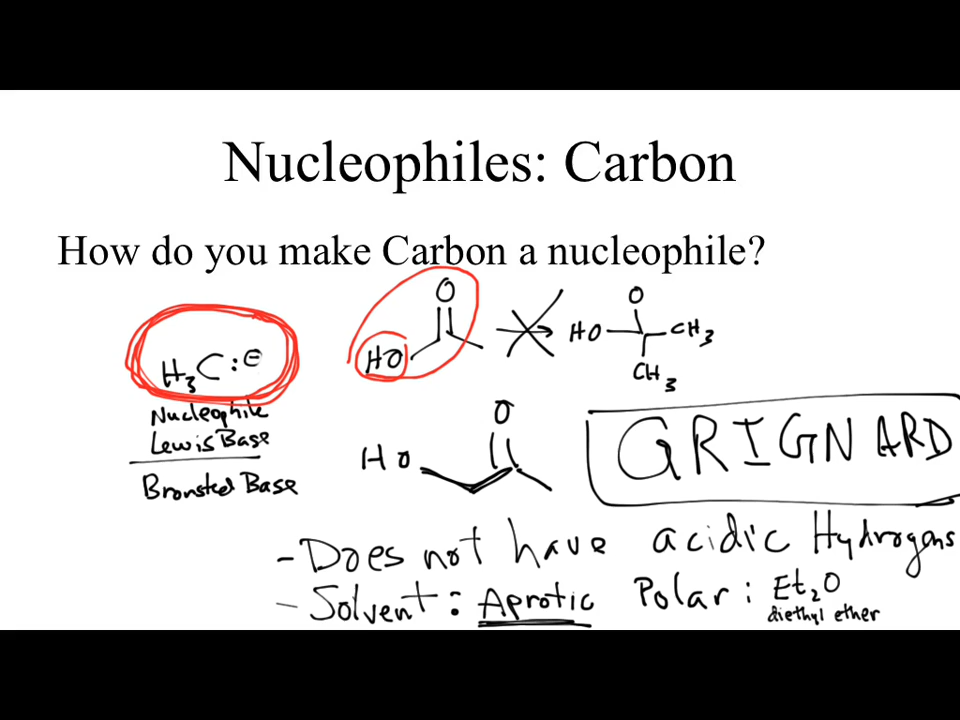 Nucleophiles: Carbon
How do you make Carbon a nucleophile?
O
O
H3C:⊖
HO
HO
CH3
CH3
Nucleophile
Lewis Base
Bronsted Base
O
HO
GRIGNARD
- Does not have acidic Hydrogens
- Solvent: Aprotic Polar: Et2O
diethyl ether